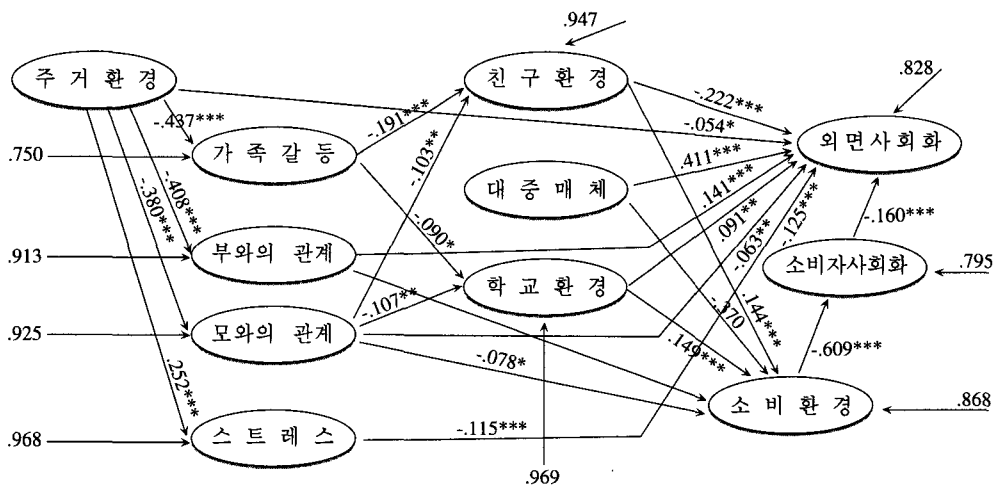 .947
주거환경
친구환경
.828
-.437***
-.191***
-.222***
-.054*
외면사회화
.750
가족갈등
-.103**
.411***
대중매체
.141***
-.408***
-.380***
-.090*
.091**
-.063**
-.125***
-.160***
.913
부와의 관계
학교환경
소비자사회화
.795
.925
모와의 관계
-.107**
-.370
.144***
-.078*
.149***
-.609***
.252***
소비환경
.868
.968
스트레스
-.115***
.969